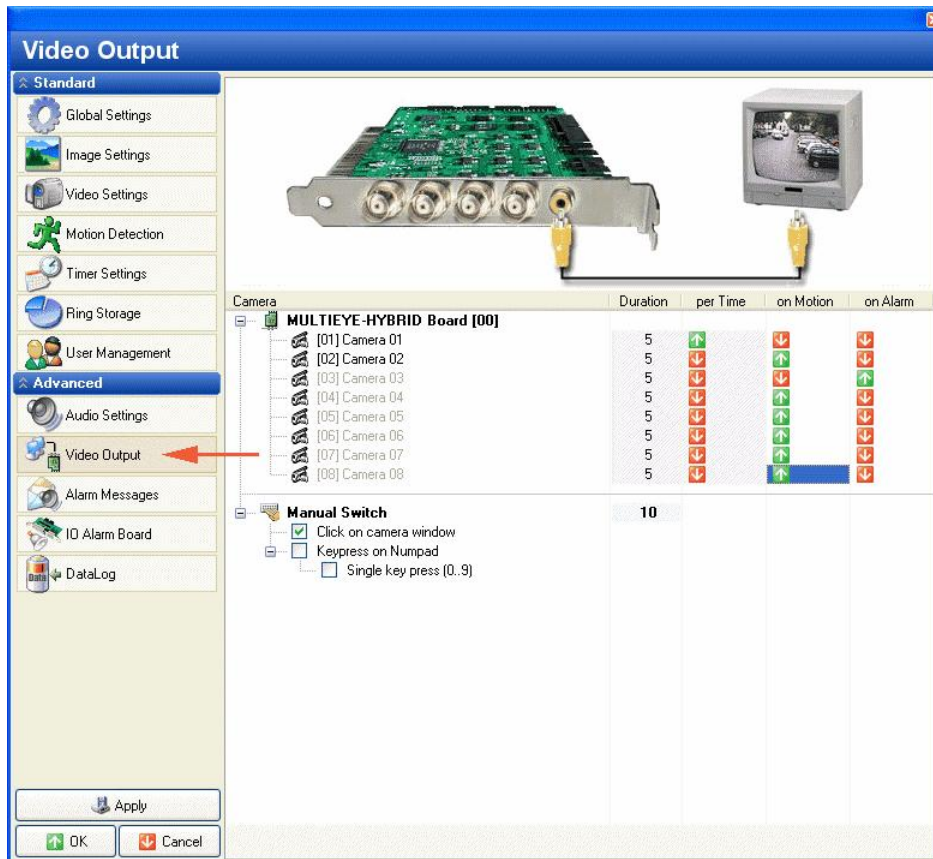 Video Output
Standard
Global Settings
Image Settings
Video Settings
Motion Detection
Timer Settings
Ring Storage
User Management
Advanced
Audio Settings
Video Output
Alarm Messages
IO Alarm Board
Data DataLog
Apply
OK Cancel
Camera Duration per Time on Motion on Alarm
MULTIEYE-HYBRID Board [00]
[01] Camera 01 5
[02] Camera 02 5
[03] Camera 03 5
[04] Camera 04 5
[05] Camera 05 5
[06] Camera 06 5
[07] Camera 07 5
[08] Camera 08 5
Manual Switch 10
Click on camera window
Keypress on Numpad
Single key press (0..9)